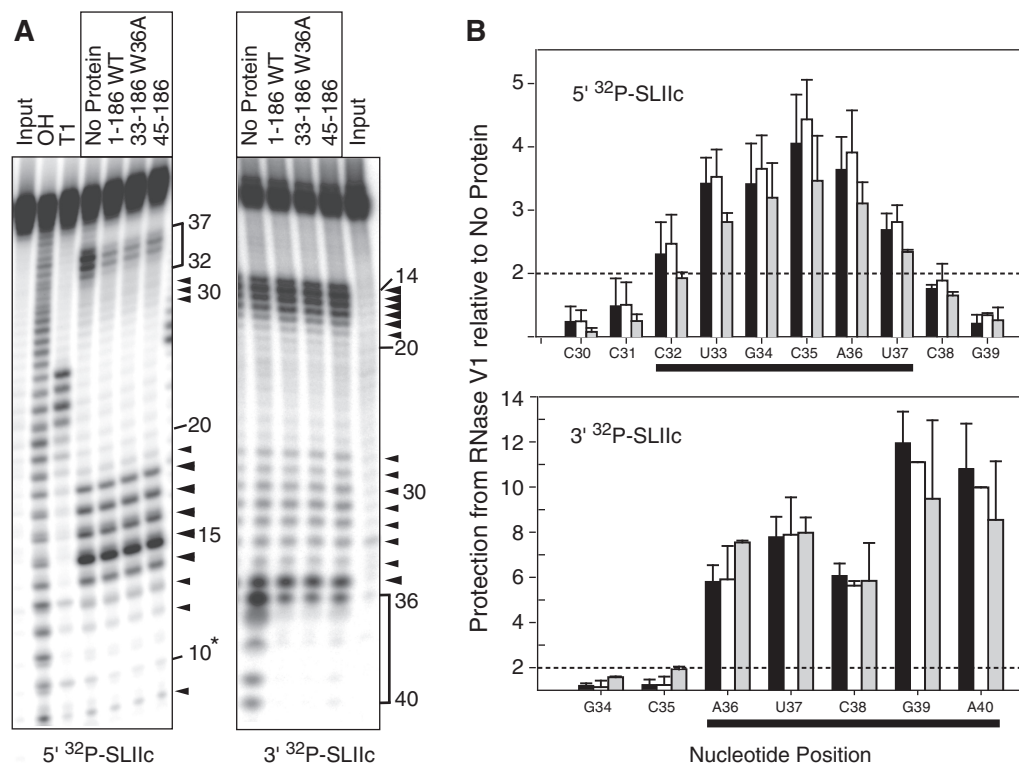 A
Input
OH
T1
No Protein
1-186 WT
33-186 W36A
45-186
No Protein
1-186 WT
33-186 W36A
45-186
Input
37
32
30
20
15
10*
14
20
30
36
40
5' 32P-SLIIc
3' 32P-SLIIc
B
Protection from RNase V1 relative to No Protein
5' 32P-SLIIc
5
4
3
2
C30 C31 C32 U33 G34 C35 A36 U37 C38 G39
3' 32P-SLIIc
14
12
10
8
6
4
2
G34 C35 A36 U37 C38 G39 A40
Nucleotide Position